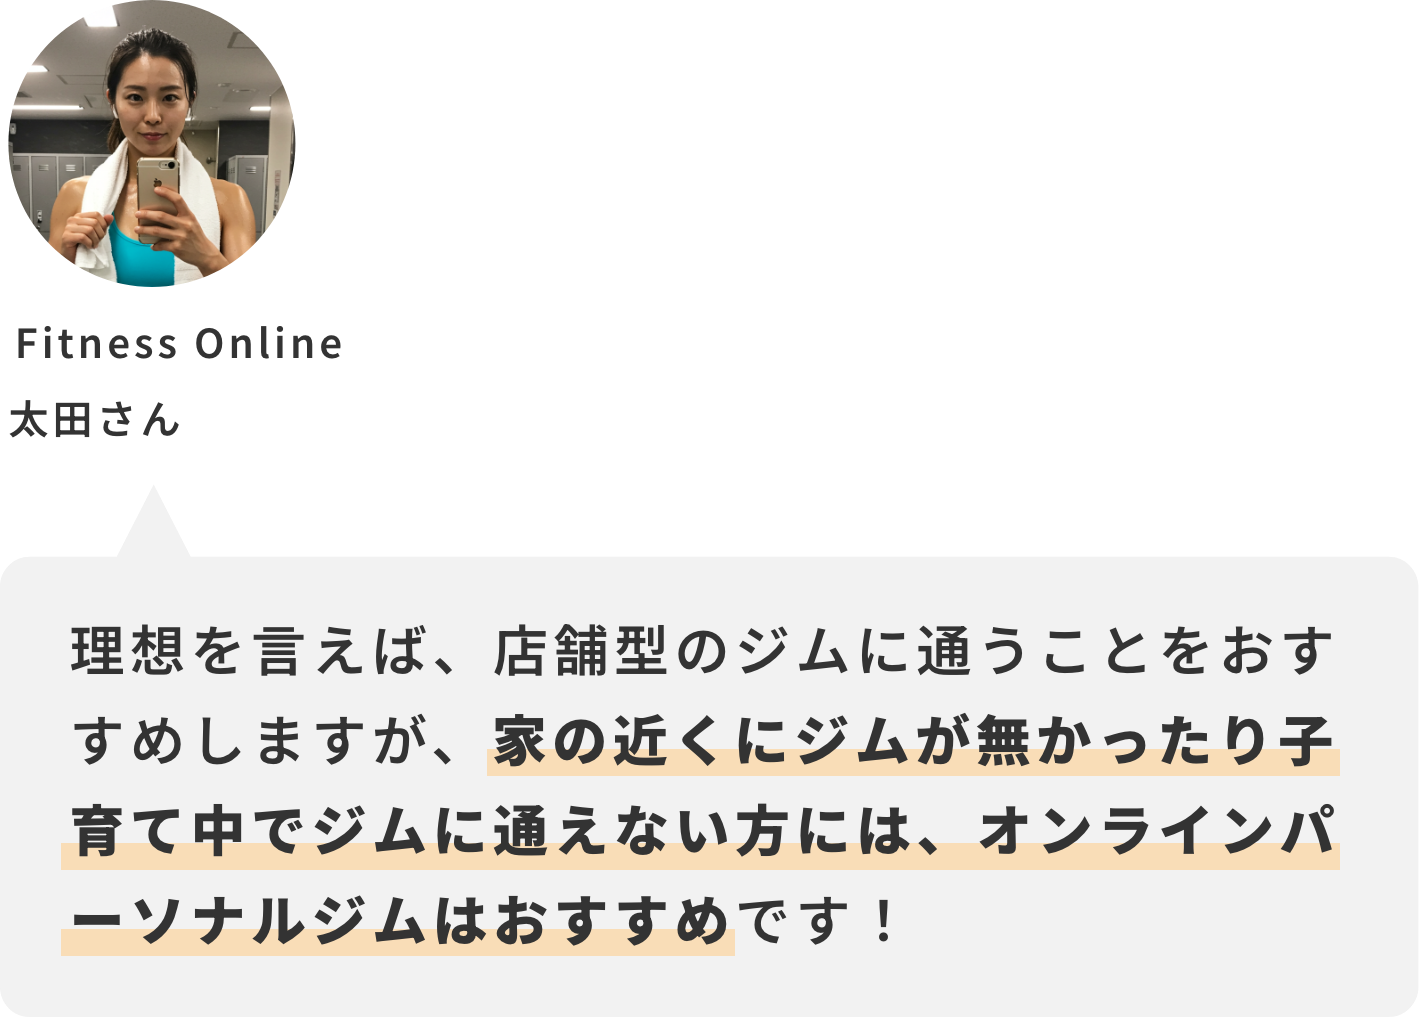 Fitness Online
太田さん
理想を言えば、店舗型のジムに通うことをおす
すめしますが、家の近くにジムが無かったり子
育て中でジムに通えない方には、オンラインパ
ーソナルジムはおすすめです！